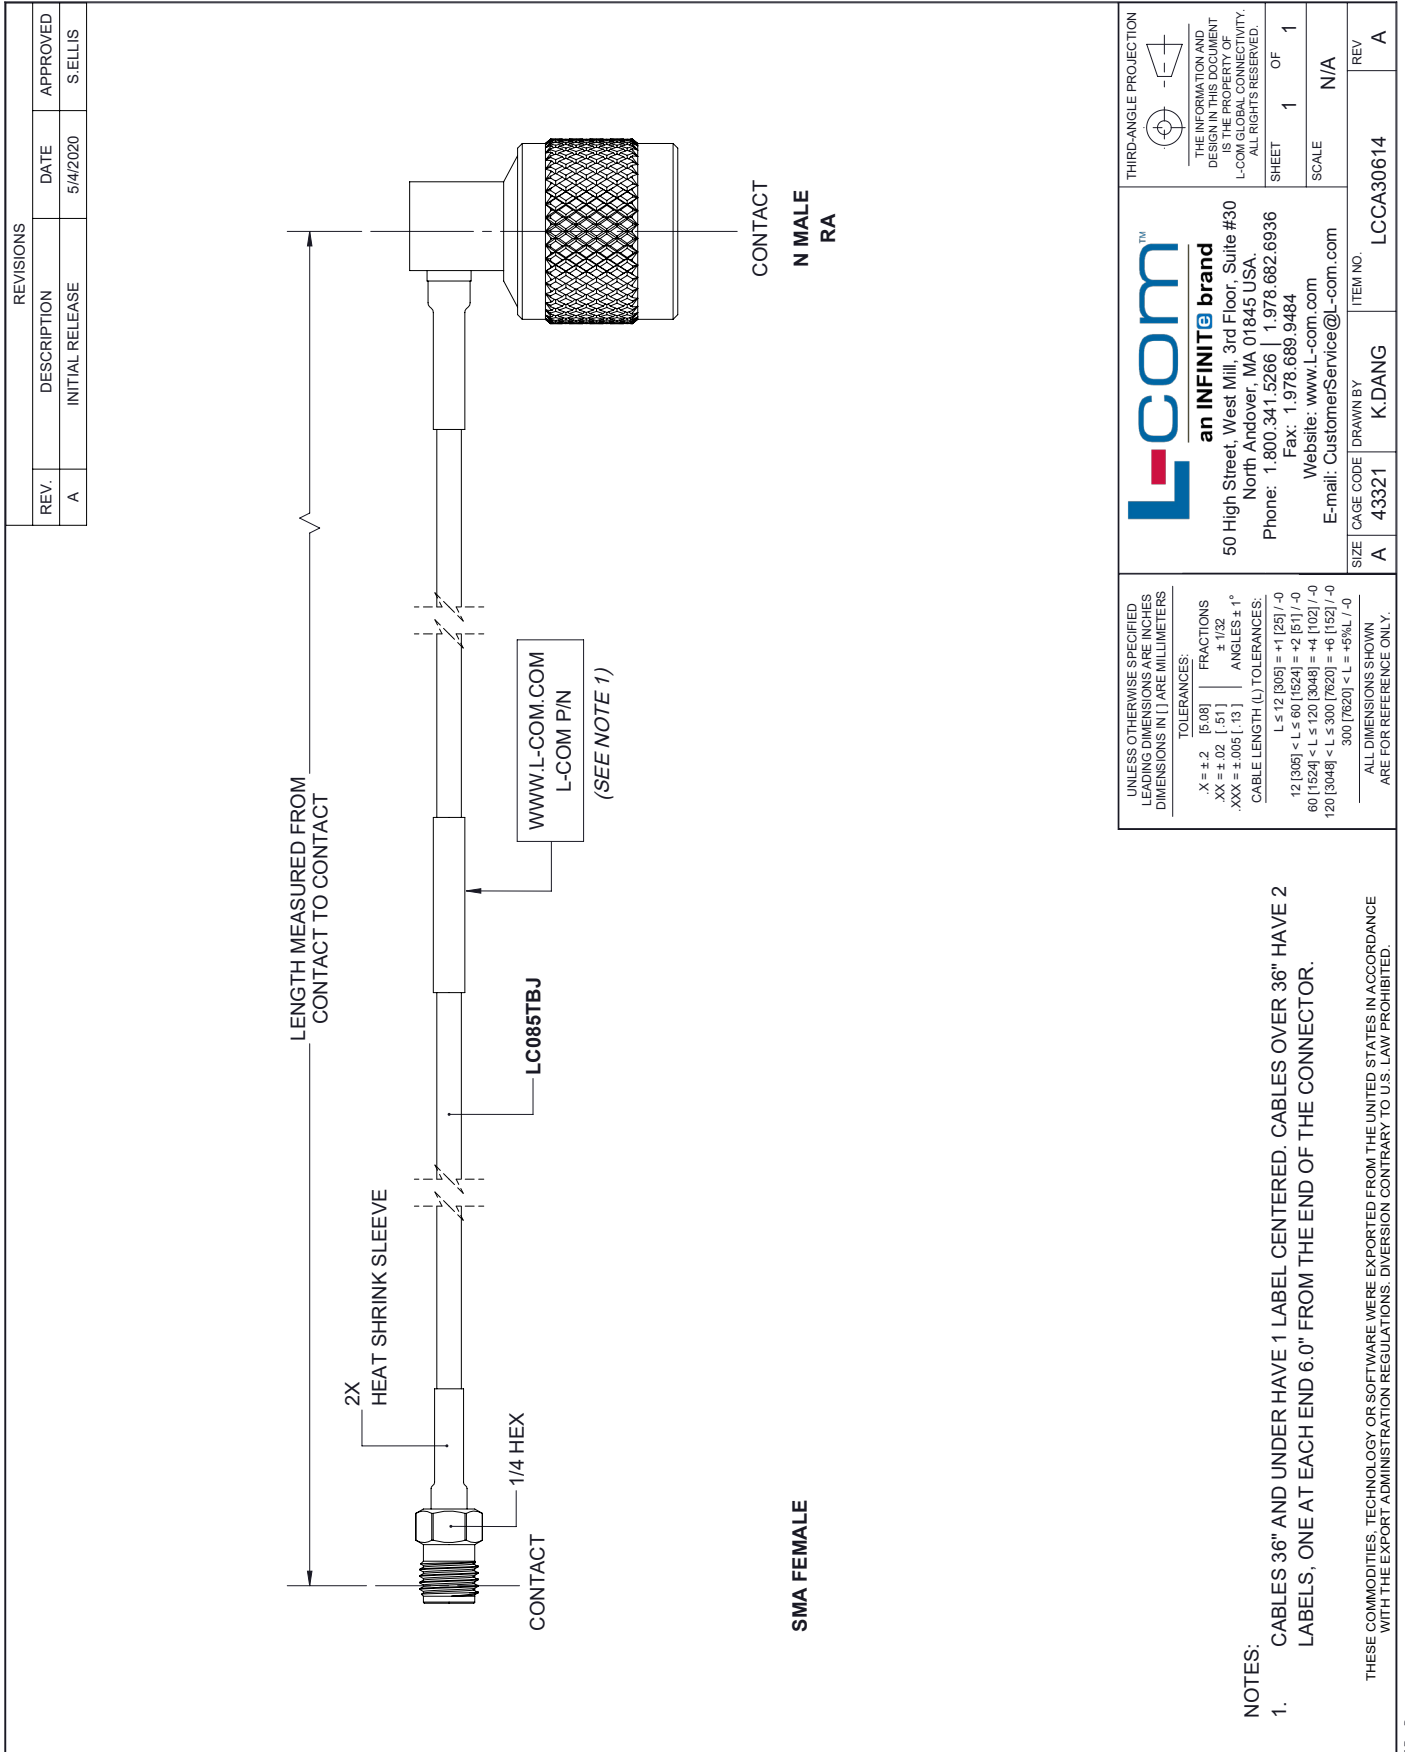 REVISIONS
REV. DESCRIPTION DATE APPROVED
A INITIAL RELEASE 5/4/2020 S.ELLIS
LENGTH MEASURED FROM
CONTACT TO CONTACT
2X
HEAT SHRINK SLEEVE
1/4 HEX
CONTACT
LC085TBJ
WWW.L-COM.COM
L-COM P/N
(SEE NOTE 1)
CONTACT
SMA FEMALE
N MALE
RA
NOTES:
1. CABLES 36" AND UNDER HAVE 1 LABEL CENTERED. CABLES OVER 36" HAVE 2
LABELS, ONE AT EACH END 6.0" FROM THE END OF THE CONNECTOR.
THESE COMMODITIES, TECHNOLOGY OR SOFTWARE WERE EXPORTED FROM THE UNITED STATES IN ACCORDANCE
WITH THE EXPORT ADMINISTRATION REGULATIONS. DIVERSION CONTRARY TO U.S. LAW PROHIBITED.
UNLESS OTHERWISE SPECIFIED
LEADING DIMENSIONS ARE INCHES
DIMENSIONS IN [ ] ARE MILLIMETERS
TOLERANCES:
.X = ±.2 [5.08] FRACTIONS
.XX = ±.02 [.51] ± 1/32
.XXX = ±.005 [.13] ANGLES ± 1°
CABLE LENGTH (L) TOLERANCES:
L ≤ 12 [305] = +1 [25] / -0
12 [305] < L ≤ 60 [1524] = +2 [51] / -0
60 [1524] < L ≤ 120 [3048] = +4 [102] / -0
120 [3048] < L ≤ 300 [7620] = +6 [152] / -0
300 [7620] < L = +5%L / -0
ALL DIMENSIONS SHOWN
ARE FOR REFERENCE ONLY.
L-com™
an INFINITe brand
50 High Street, West Mill, 3rd Floor, Suite #30
North Andover, MA 01845 USA.
Phone: 1.800.341.5266 | 1.978.682.6936
Fax: 1.978.689.9484
Website: www.L-com.com
E-mail: CustomerService@L-com.com
THIRD-ANGLE PROJECTION
THE INFORMATION AND
DESIGN IN THIS DOCUMENT
IS THE PROPERTY OF
L-COM GLOBAL CONNECTIVITY.
ALL RIGHTS RESERVED.
SHEET 1 OF 1
SCALE N/A
SIZE A
CAGE CODE 43321
DRAWN BY K.DANG
ITEM NO. LCCA30614
REV A